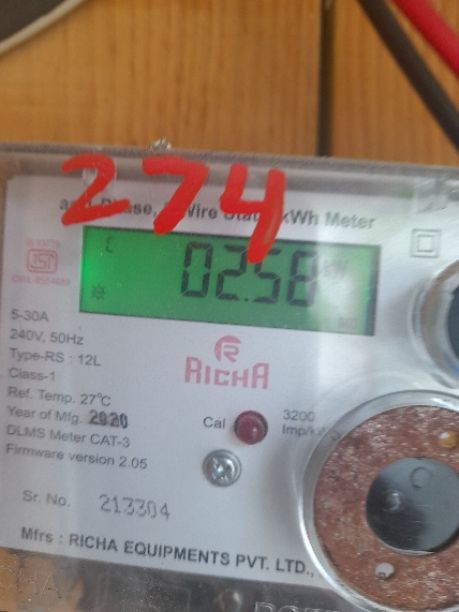 274
Wire Stat kWh Meter
02.58
ISI
5-30A
240V, 50Hz
Type-RS : 12L
Class-1
Ref. Temp. 27°C
Year of Mfg. 2020
DLMS Meter CAT-3
Firmware version 2.05
R
RICHA
Cal
3200
Imp/k
Sr. No. 213304
Mfrs : RICHA EQUIPMENTS PVT. LTD.,